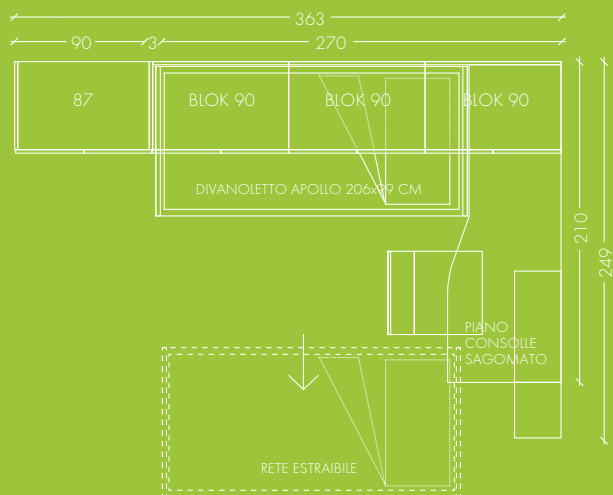 363
90 3 270
87 BLOK 90 BLOK 90 BLOK 90
DIVANOLETTO APOLLO 206x99 CM
210
249
PIANO
CONSOLLE
SAGOMATO
RETE ESTRAIBILE